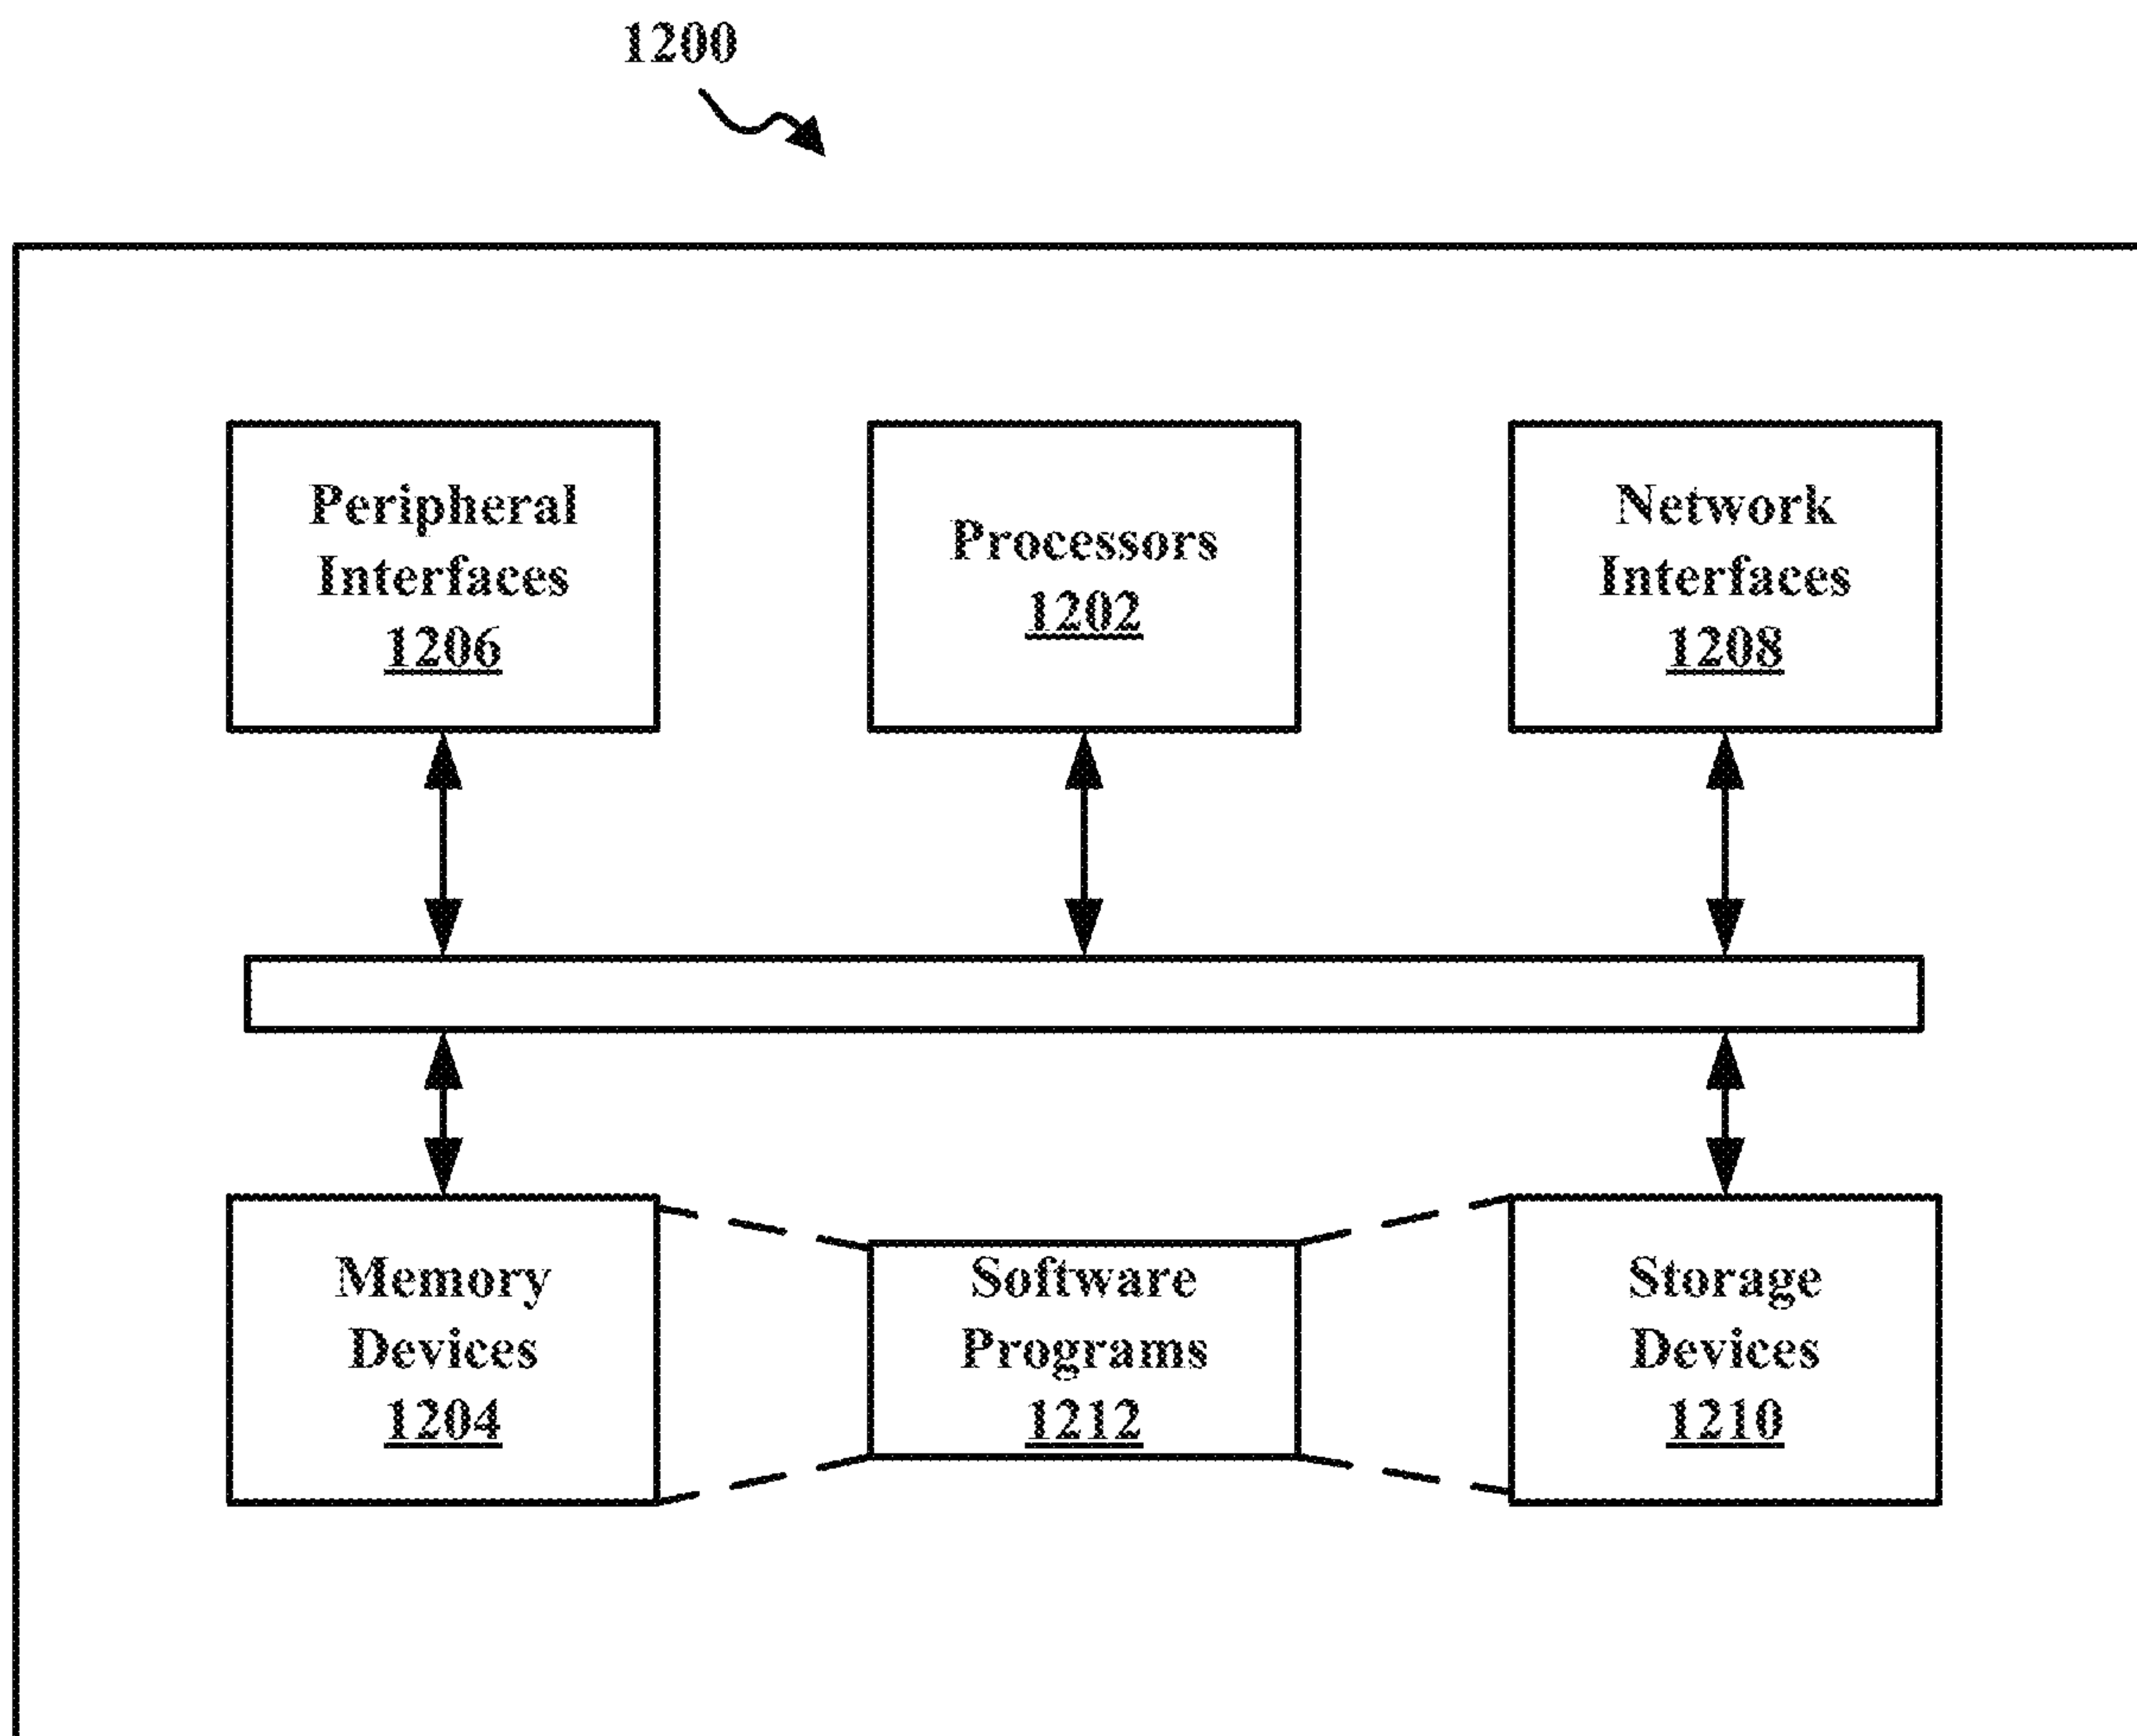 1200
Peripheral
Interfaces
1206
Processors
1202
Network
Interfaces
1208
Memory
Devices
1204
Software
Programs
1212
Storage
Devices
1210